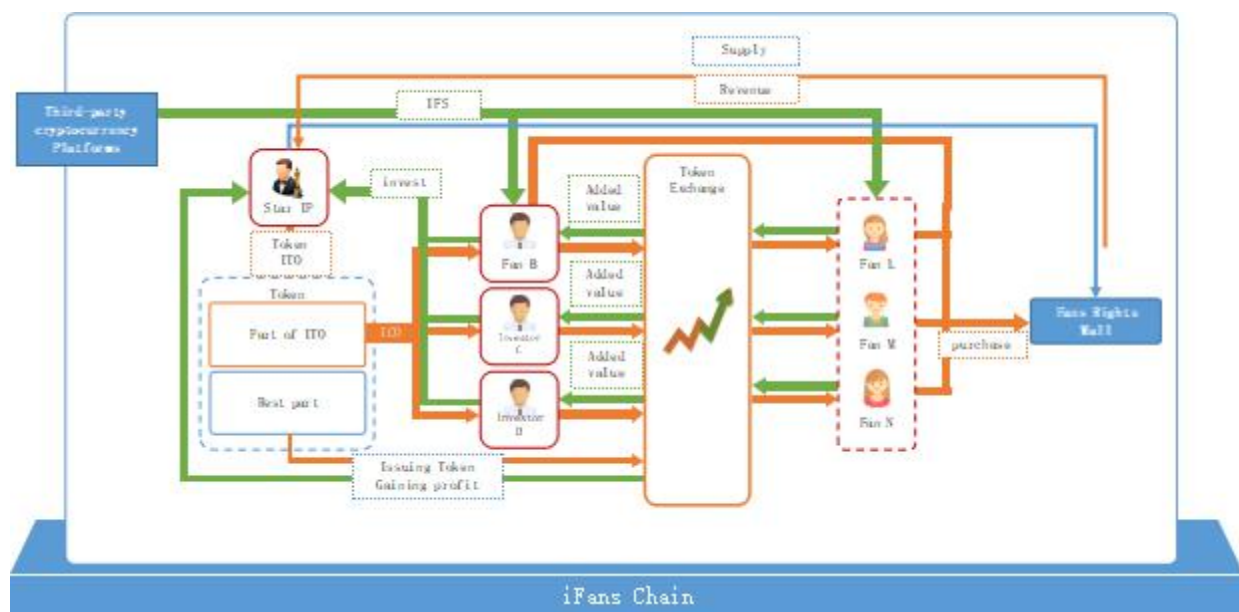 Supply
Revenue
IFS
Third-party
cryptocurrency
Platforms
Star IP
invest
Token
ITO
Token
Part of ITO
Rest part
Fan B
Investor
C
Investor
D
Added
value
Added
value
Added
value
Token
Exchange
Fan L
Fan M
Fan N
Fans Rights
Mall
purchase
Issuing Token
Gaining profit
iFans Chain